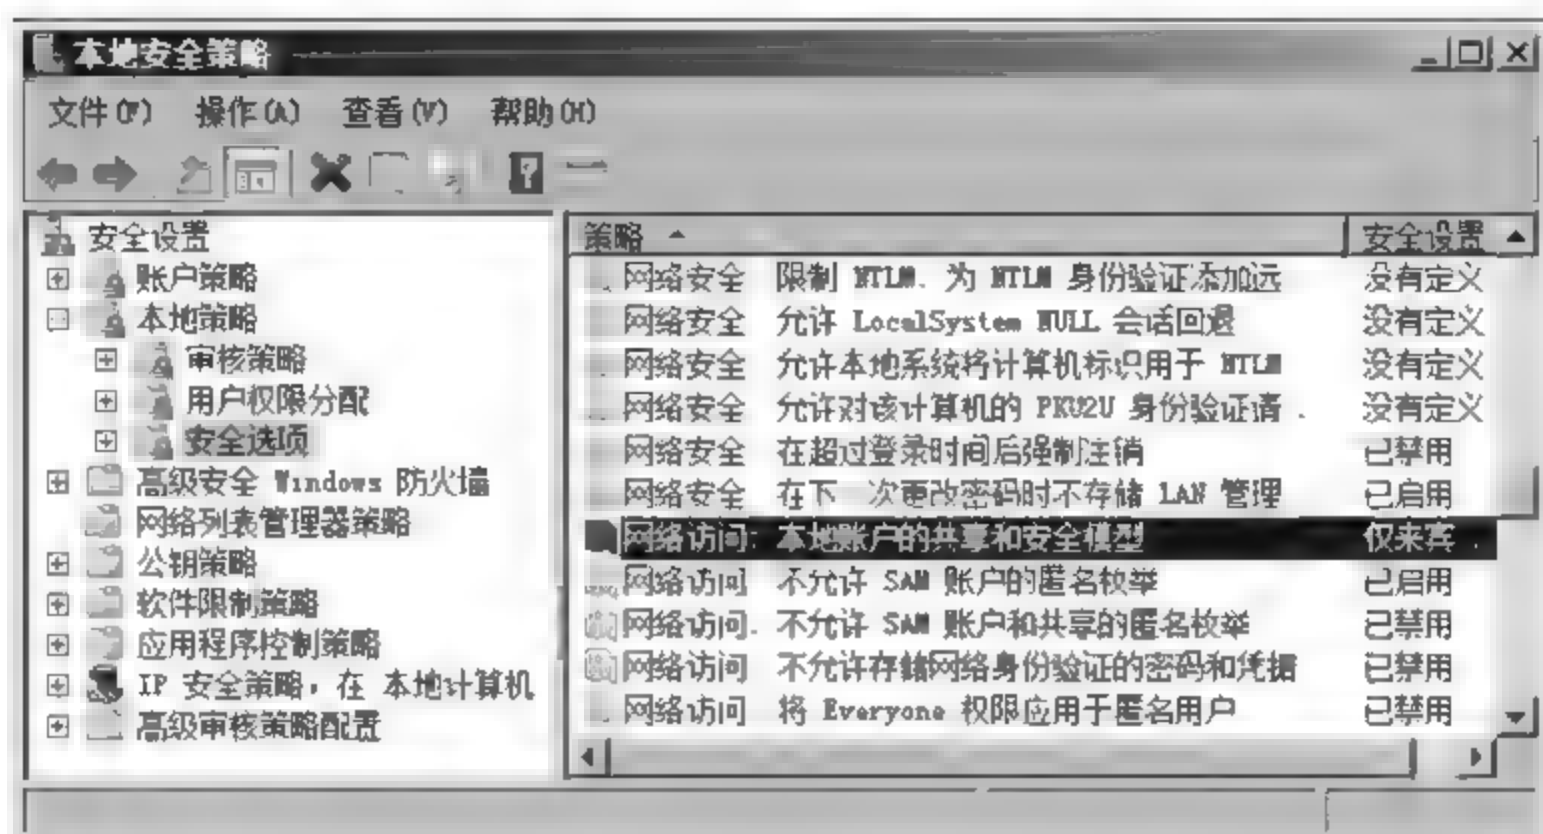 本地安全策略
文件(F) 操作(A) 查看(V) 帮助(H)
安全设置
账户策略
本地策略
审核策略
用户权限分配
安全选项
高级安全 Windows 防火墙
网络列表管理器策略
公钥策略
软件限制策略
应用程序控制策略
IP 安全策略，在 本地计算机
高级审核策略配置
策略 安全设置
网络安全 限制 NTLM. 为 NTLM 身份验证添加远 没有定义
网络安全 允许 LocalSystem NULL 会话回退 没有定义
网络安全 允许本地系统将计算机标识用于 NTLM 没有定义
网络安全 允许对该计算机的 PKU2U 身份验证请 . 没有定义
网络安全 在超过登录时间后强制注销 已禁用
网络安全 在下一次更改密码时不存储 LAN 管理 已启用
网络访问: 本地账户的共享和安全模型 仅来宾 .
网络访问 不允许 SAM 账户的匿名枚举 已启用
网络访问. 不允许 SAM 账户和共享的匿名枚举 已禁用
网络访问 不允许存储网络身份验证的密码和凭据 已禁用
网络访问 将 Everyone 权限应用于匿名用户 已禁用